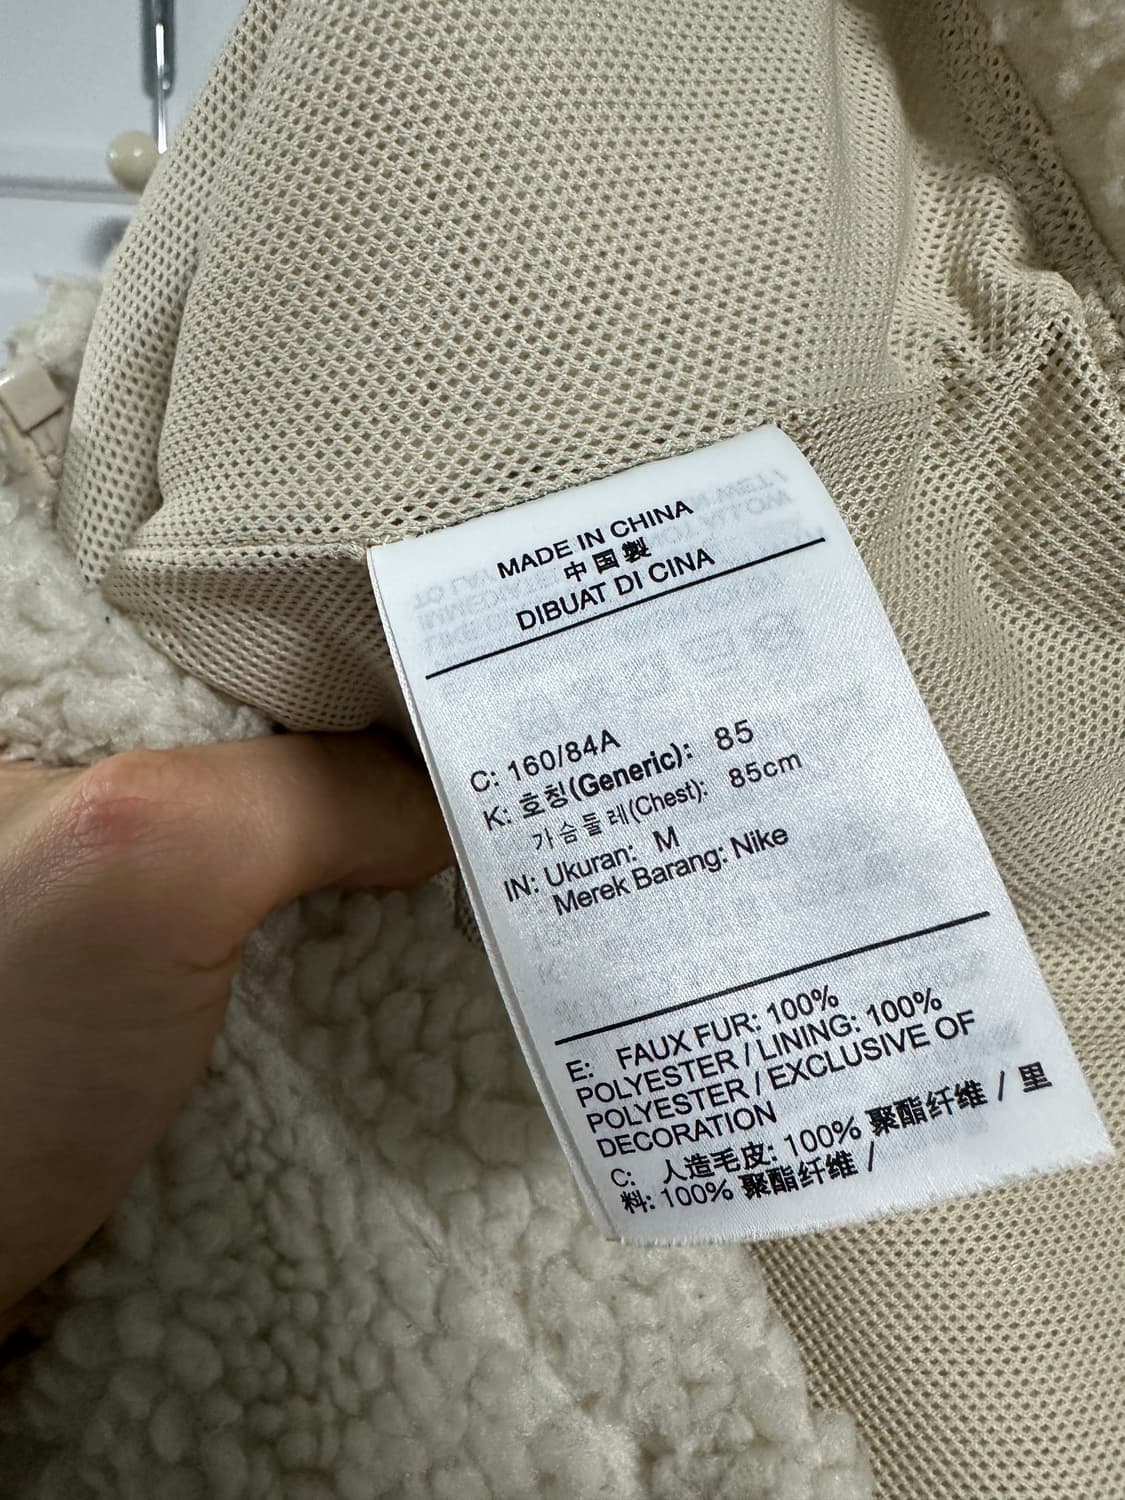 MADE IN CHINA
中国製
DIBUAT DI CINA
C: 160/84A
K: 호칭(Generic): 85
가슴둘레(Chest): 85cm
IN: Ukuran: M
Merek Barang: Nike
E: FAUX FUR: 100%
POLYESTER / LINING: 100%
POLYESTER / EXCLUSIVE OF
DECORATION
C: 人造毛皮: 100% 聚酯纤维 / 里
料: 100% 聚酯纤维 /